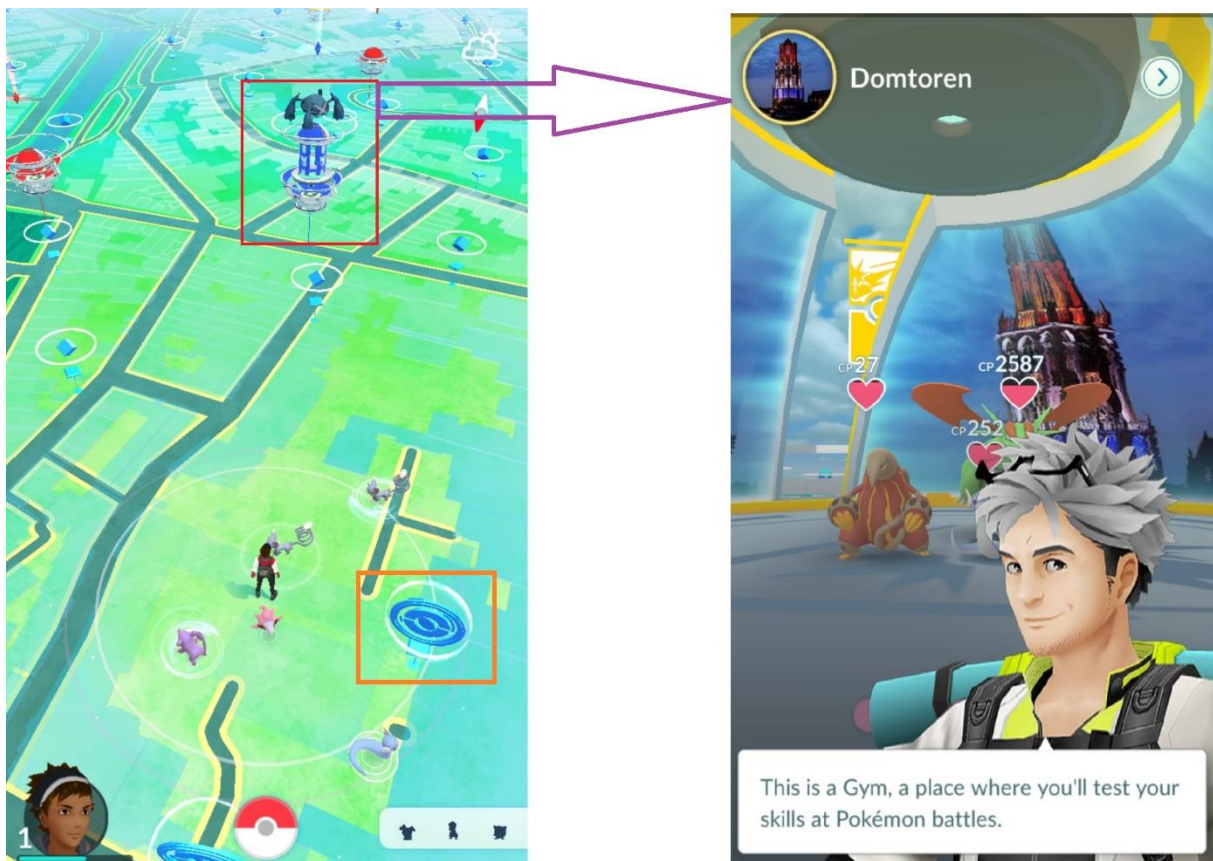 1
Domtoren
CP27
CP2587
CP252
This is a Gym, a place where you'll test your
skills at Pokémon battles.